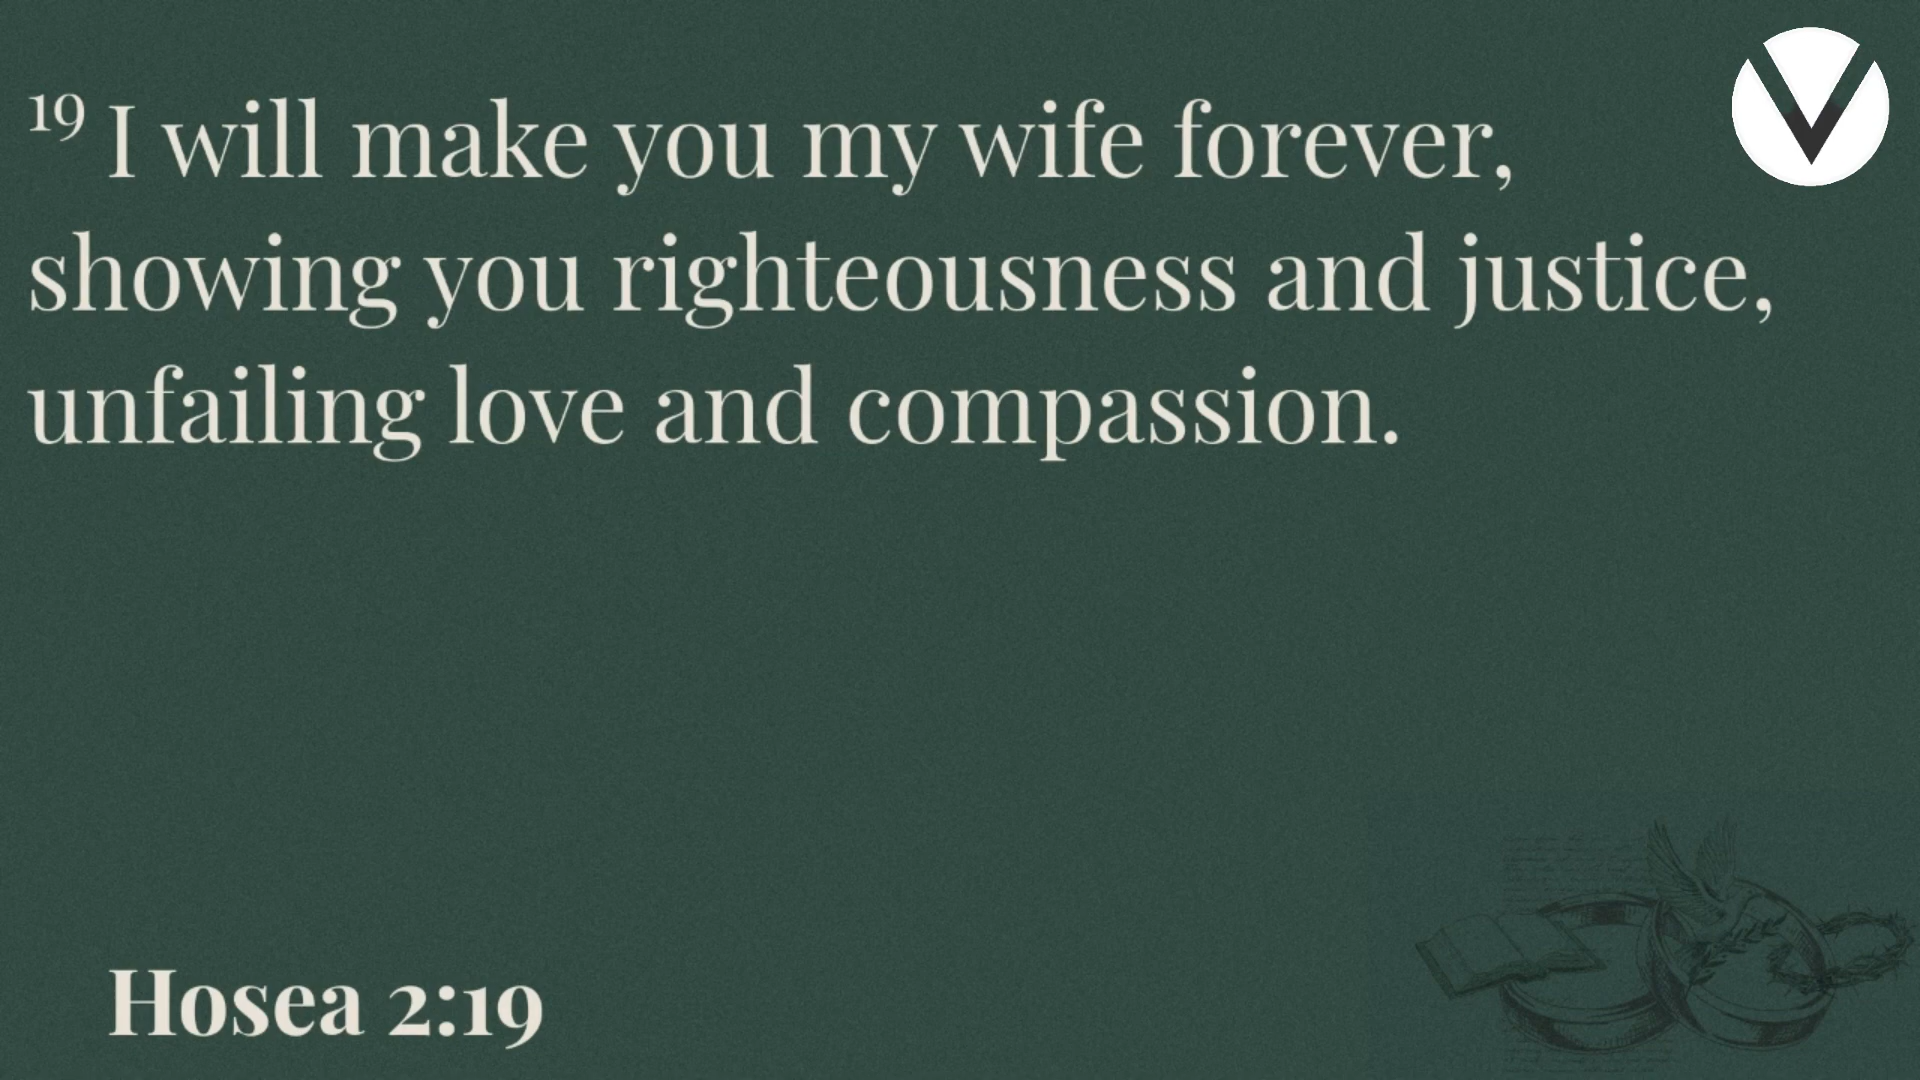 19 I will make you my wife forever,
showing you righteousness and justice,
unfailing love and compassion.
Hosea 2:19